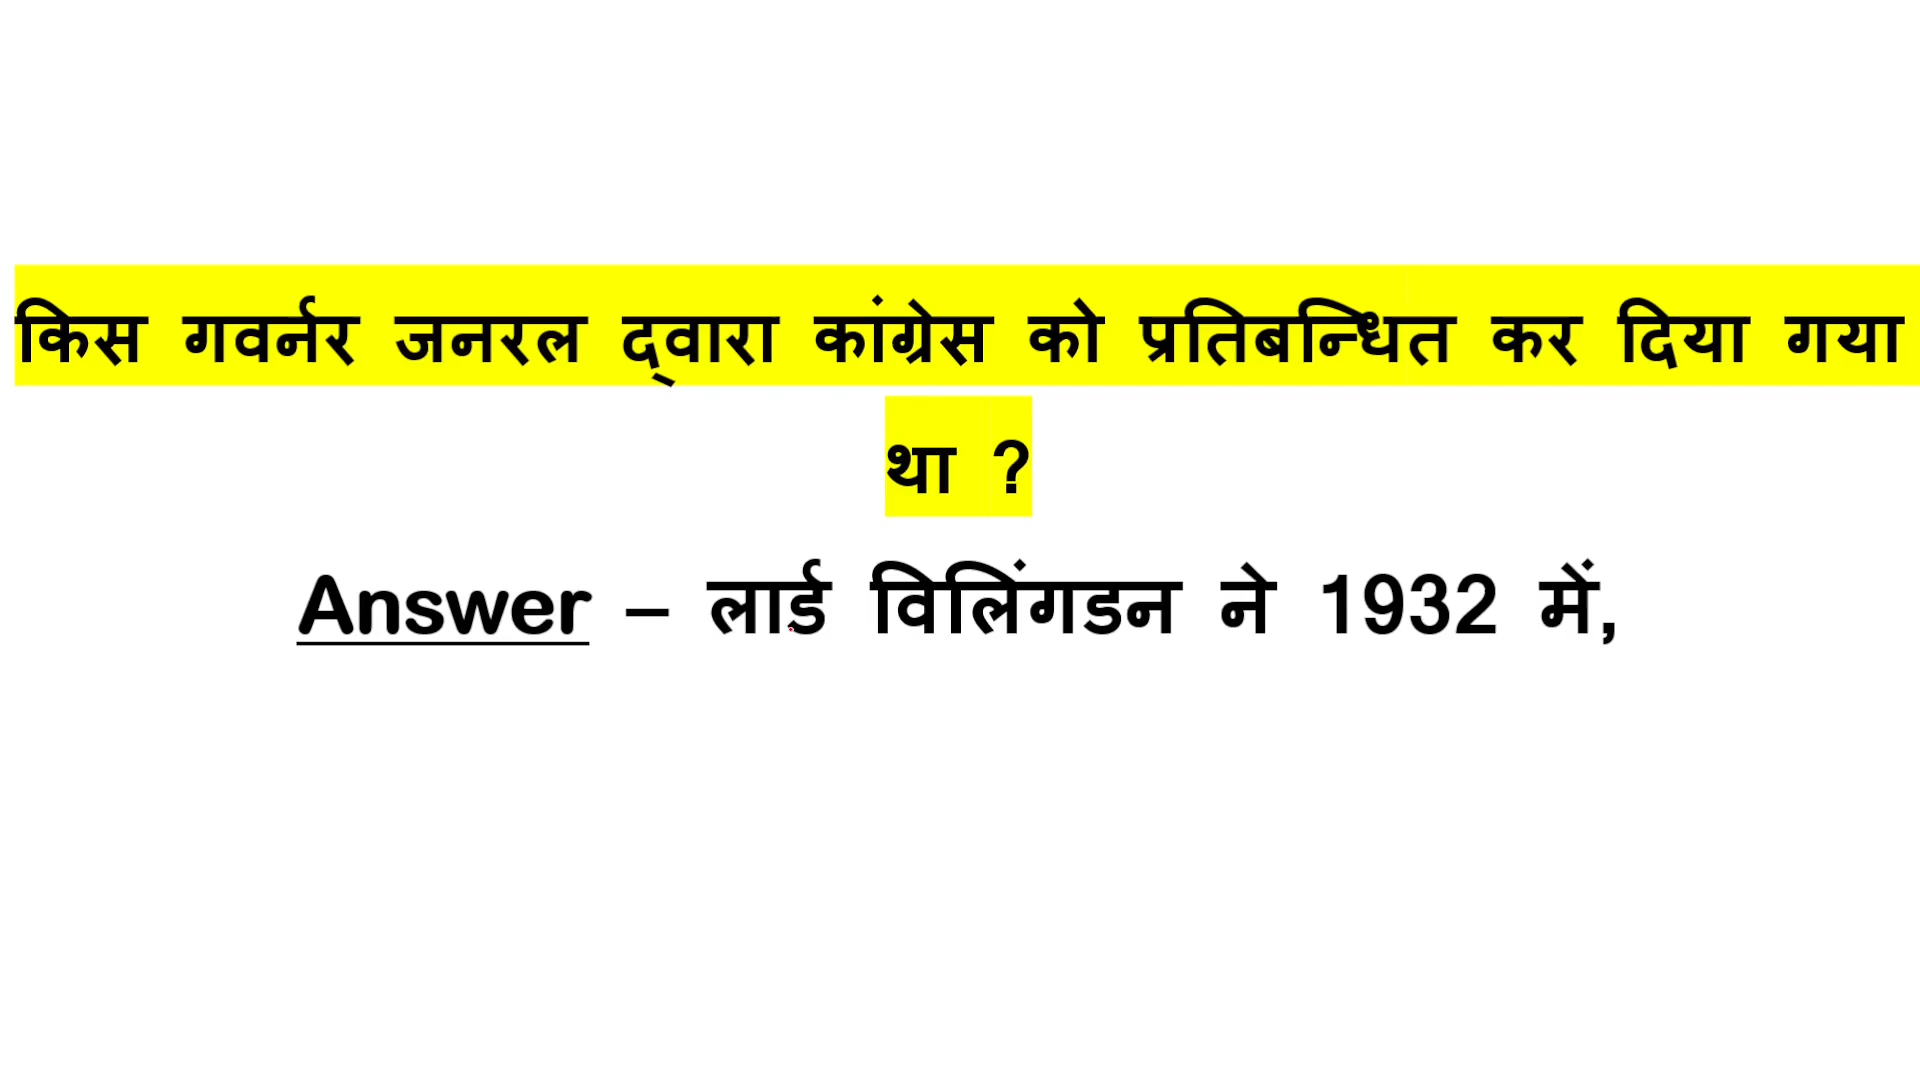 किस गवर्नर जनरल द्‌वारा कांग्रेस को प्रतिबन्धित कर दिया गया
था ?
Answer – लार्ड विलिंगडन ने 1932 में,